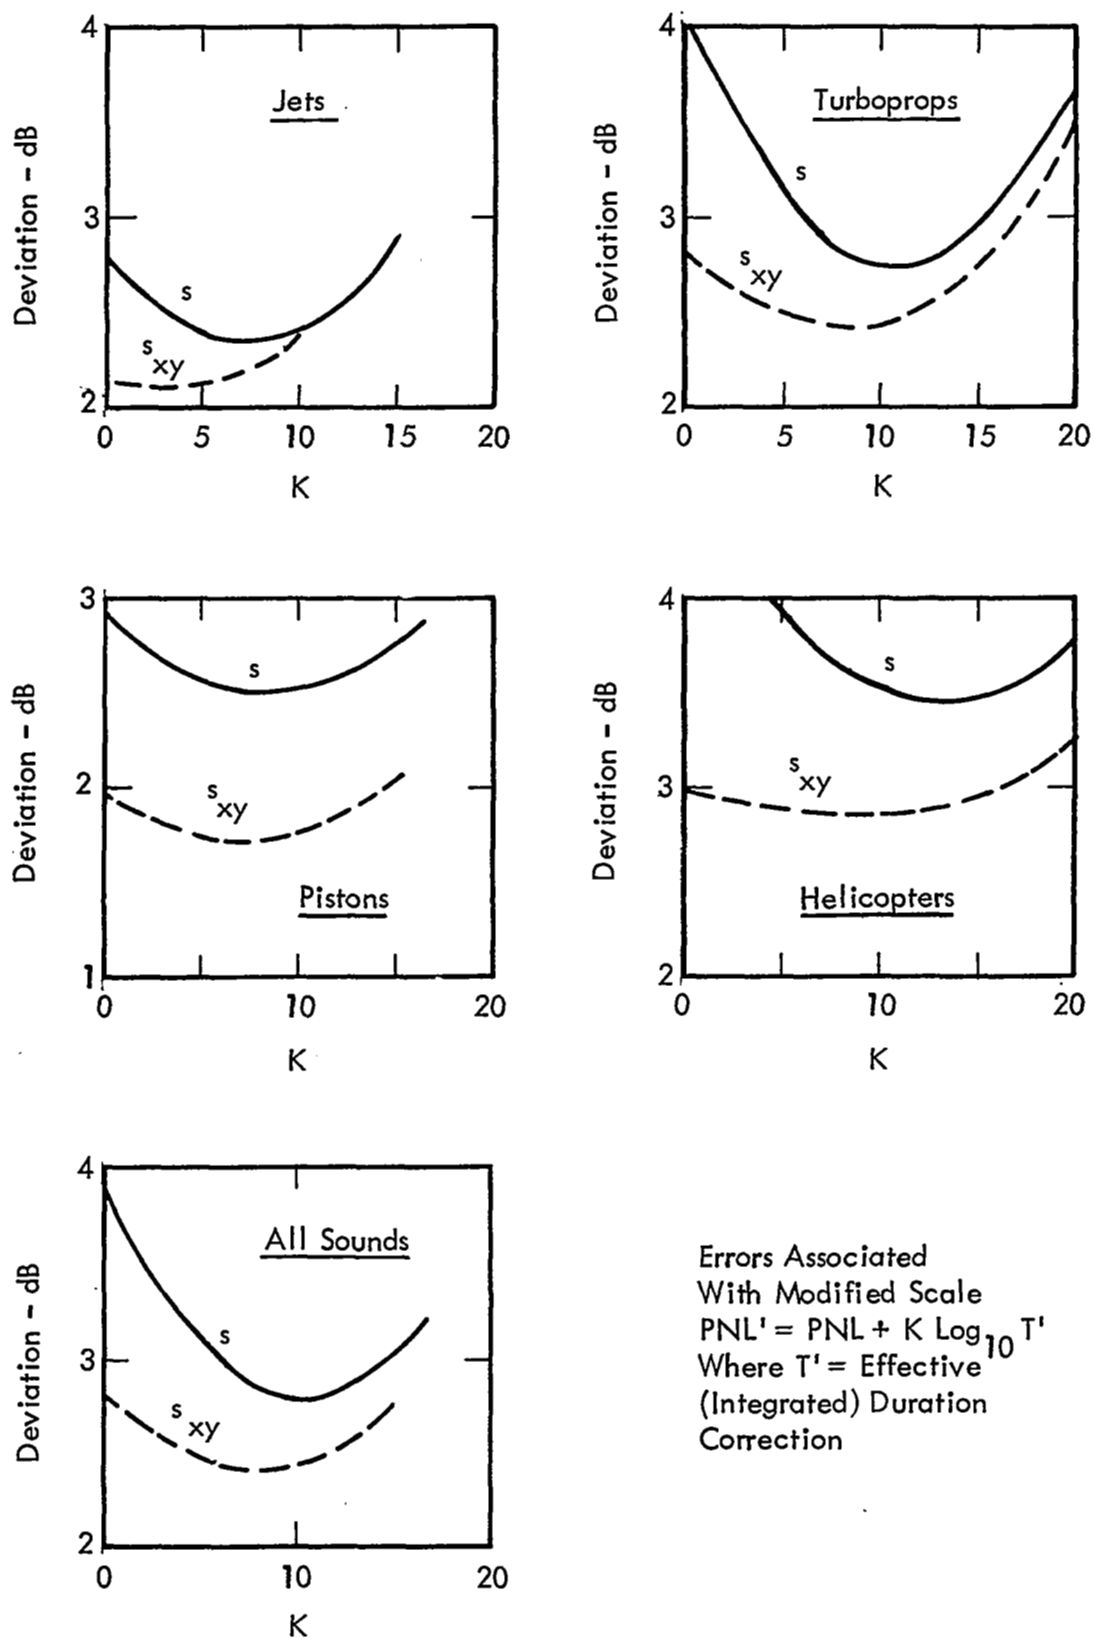 4
3
2
Deviation - dB
Jets
s
s xy
0 5 10 15 20
K
4
3
2
Deviation - dB
Turboprops
s
s xy
0 5 10 15 20
K
3
2
1
Deviation - dB
s
s xy
Pistons
0 10 20
K
4
3
2
Deviation - dB
s
s xy
Helicopters
0 10 20
K
4
3
2
Deviation - dB
All Sounds
s
s xy
0 10 20
K
Errors Associated
With Modified Scale
PNL' = PNL + K Log10 T'
Where T' = Effective
(Integrated) Duration
Correction